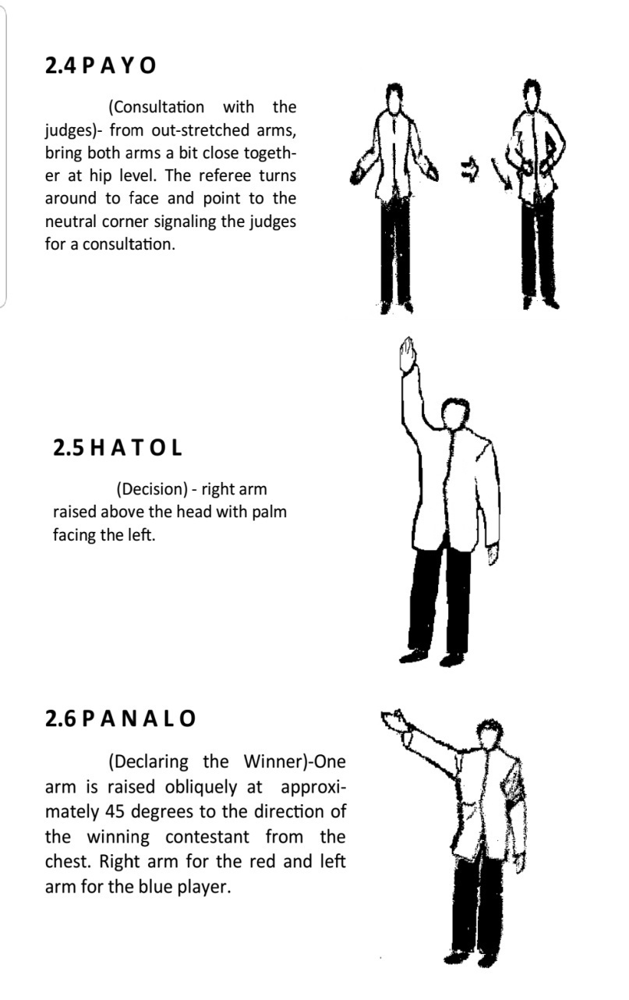 2.4 P A Y O
(Consultation with the
judges)- from out-stretched arms,
bring both arms a bit close togeth-
er at hip level. The referee turns
around to face and point to the
neutral corner signaling the judges
for a consultation.
2.5 H A T O L
(Decision) - right arm
raised above the head with palm
facing the left.
2.6 P A N A L O
(Declaring the Winner)-One
arm is raised obliquely at approxi-
mately 45 degrees to the direction of
the winning contestant from the
chest. Right arm for the red and left
arm for the blue player.